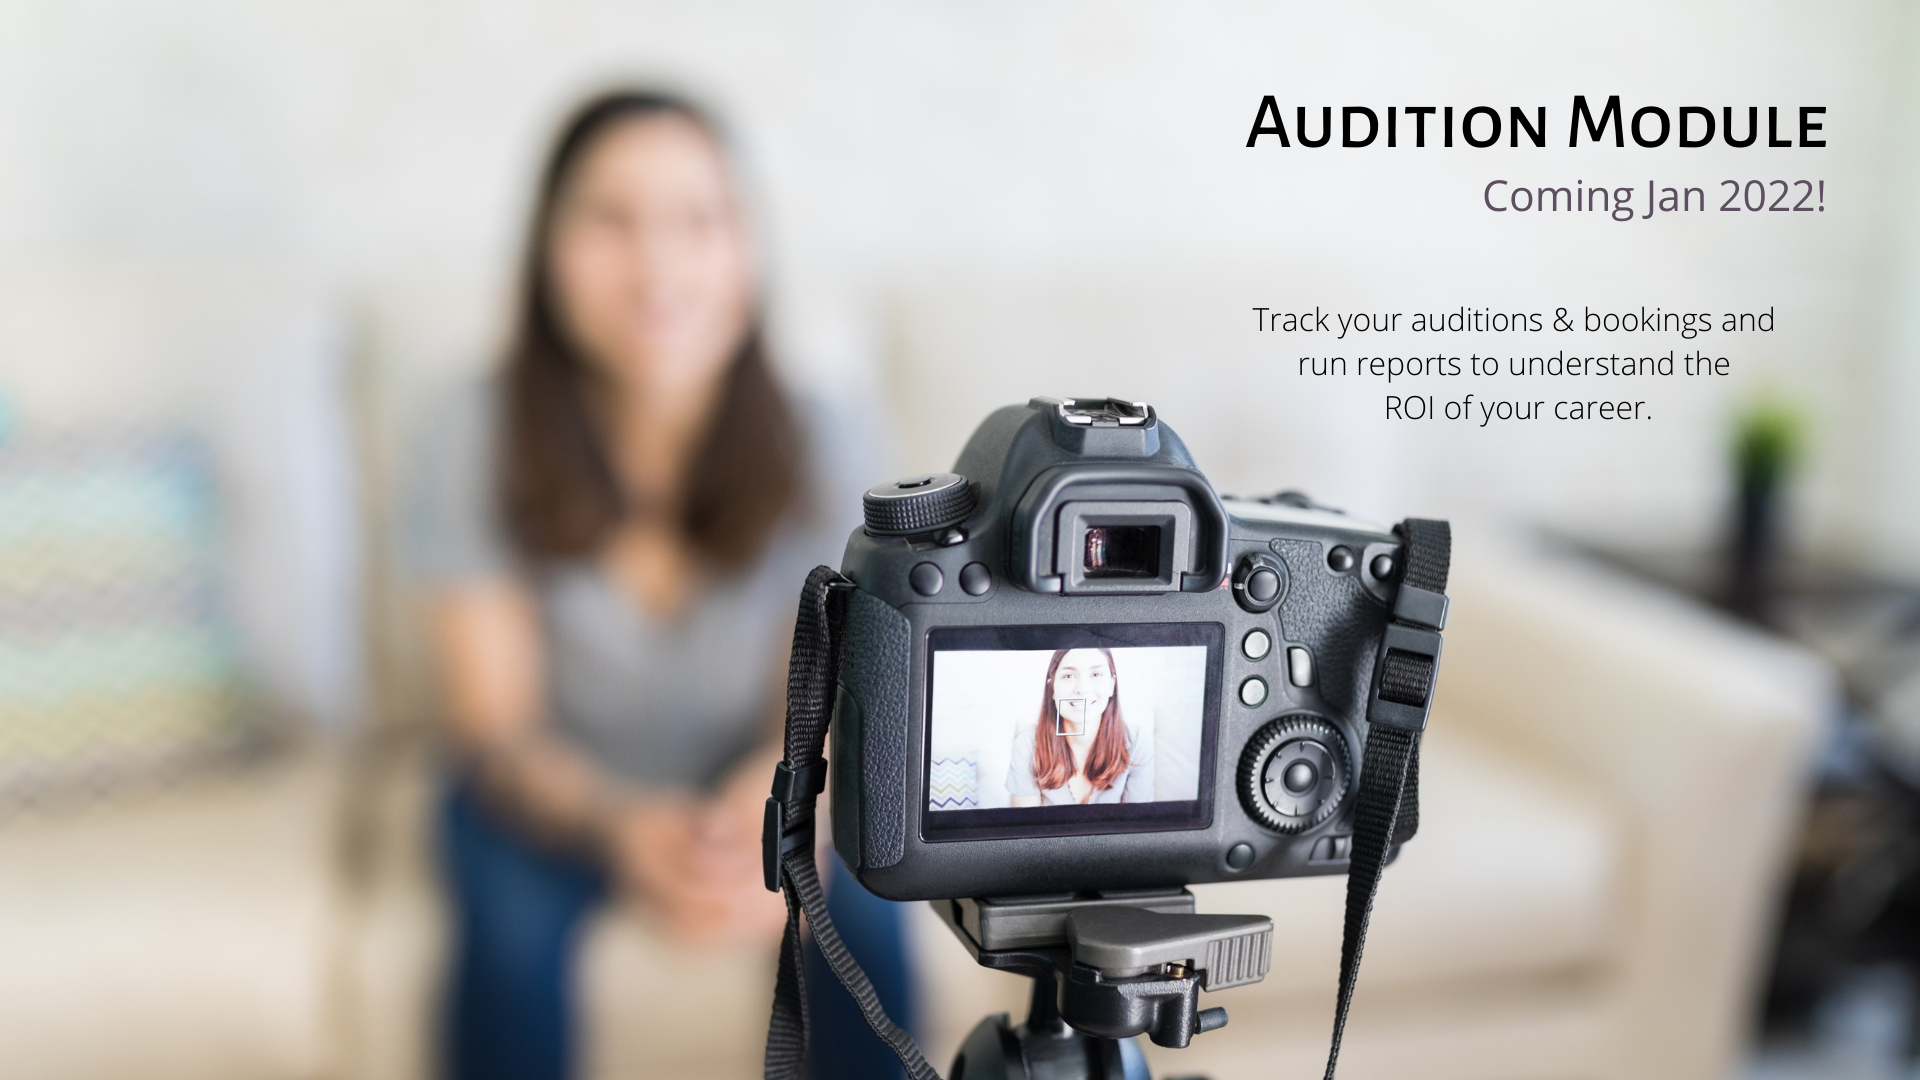 Audition Module
Coming Jan 2022!
Track your auditions & bookings and
run reports to understand the
ROI of your career.